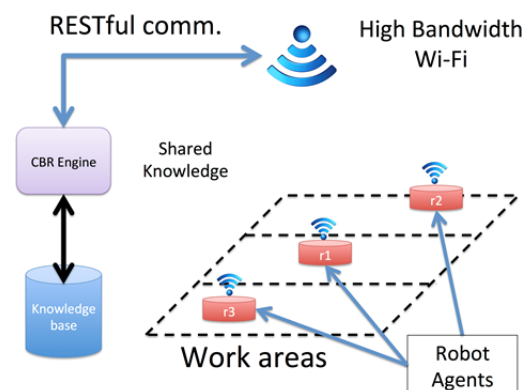 RESTful comm.
High Bandwidth
Wi-Fi
CBR Engine
Shared
Knowledge
r2
r1
r3
Knowledge
base
Work areas
Robot
Agents